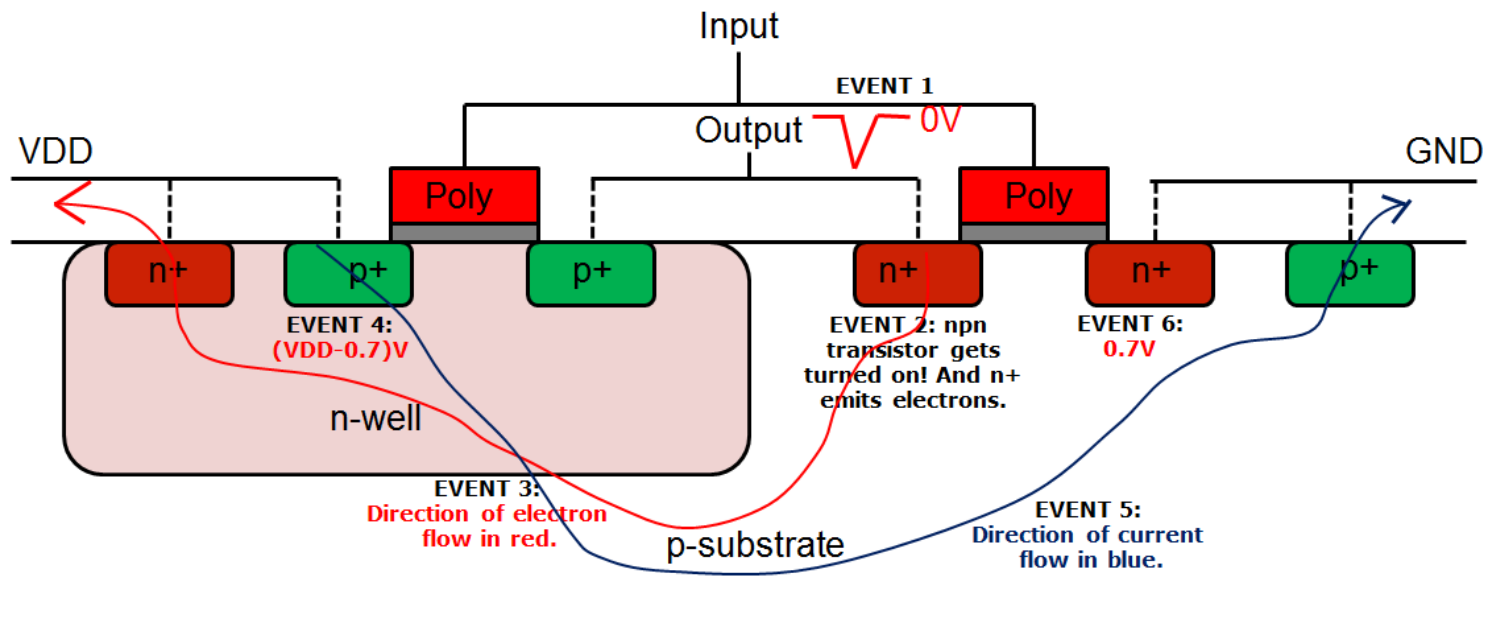 Input
EVENT 1
Output
0V
VDD
GND
Poly
Poly
n+
p+
p+
n+
n+
p+
EVENT 4:
(VDD-0.7)V
EVENT 2: npn
transistor gets
turned on! And n+
emits electrons.
EVENT 6:
0.7V
n-well
EVENT 3:
Direction of electron
flow in red.
p-substrate
EVENT 5:
Direction of current
flow in blue.